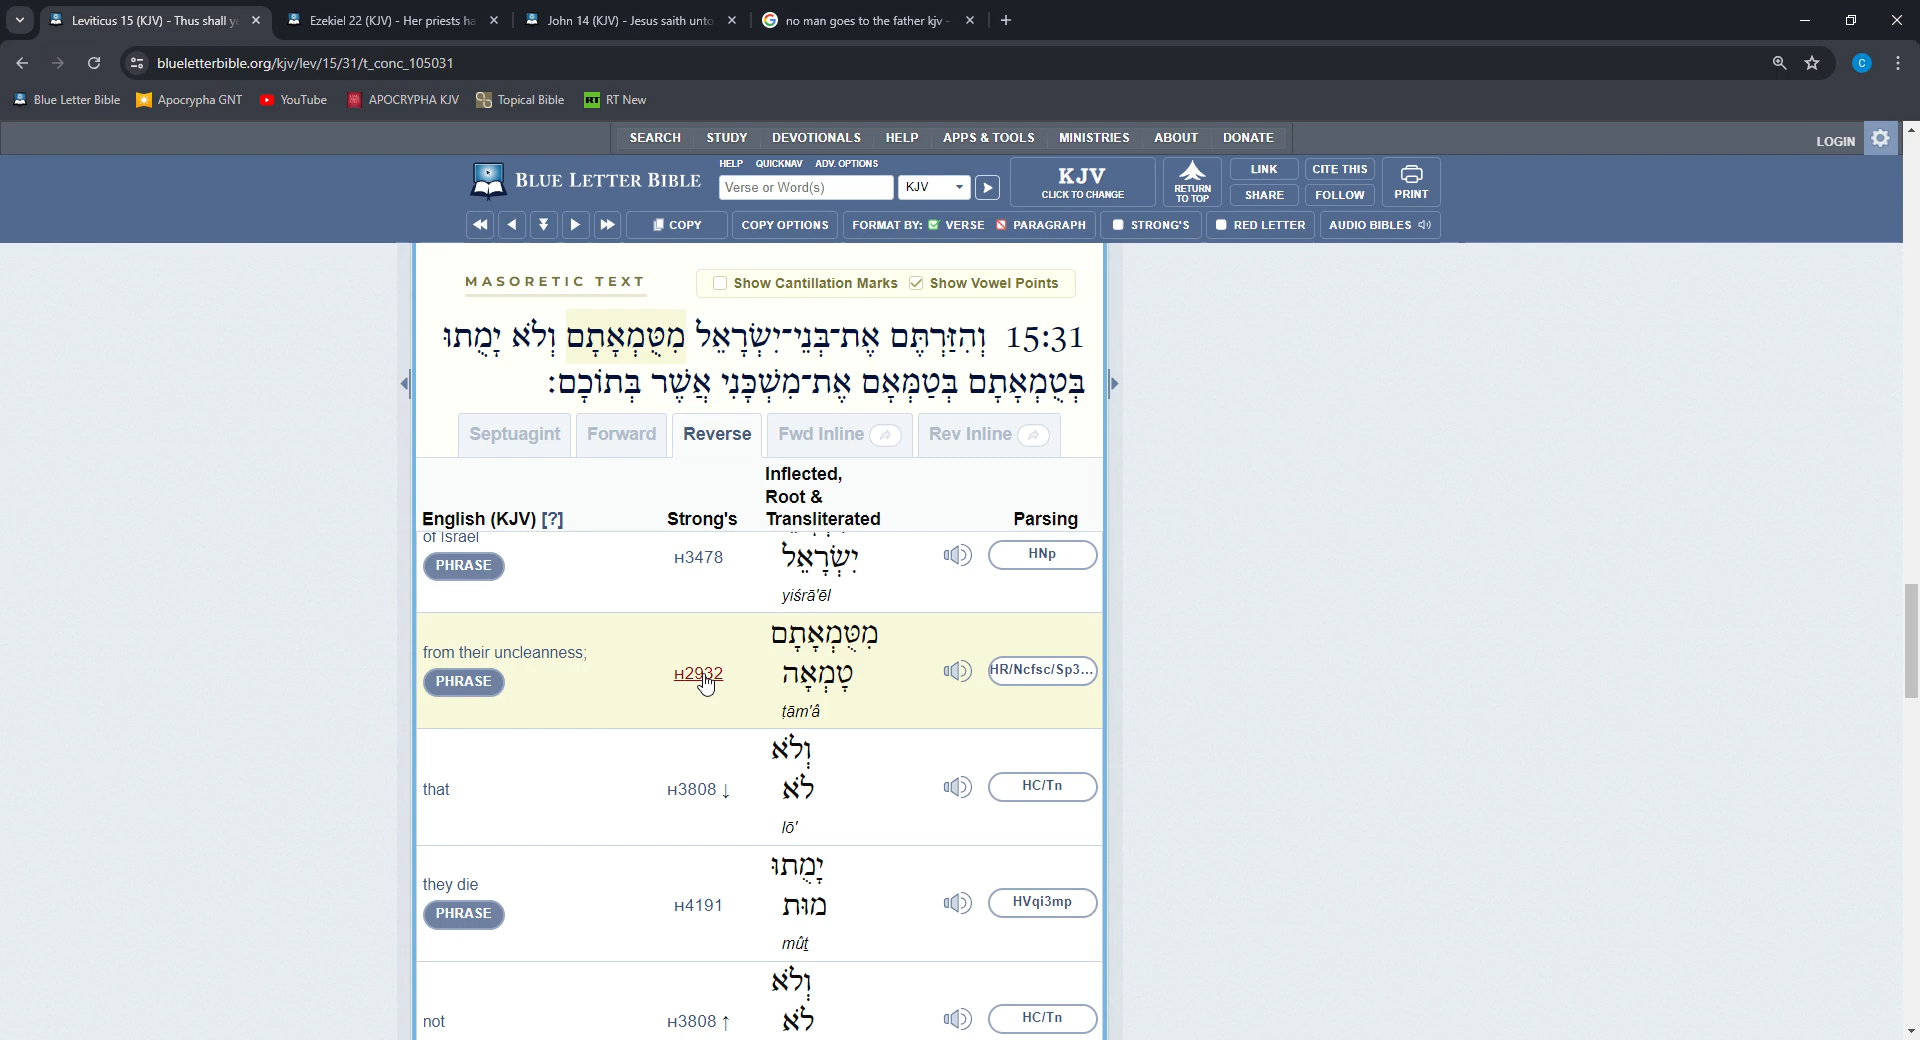 Leviticus 15 (KJV) - Thus shall y
Ezekiel 22 (KJV) - Her priests ha
John 14 (KJV) - Jesus saith unto
no man goes to the father kjv -
blueletterbible.org/kjv/lev/15/31/t_conc_105031
C
Blue Letter Bible
Apocrypha GNT
YouTube
APOCRYPHA KJV
Topical Bible
RT New
SEARCH STUDY DEVOTIONALS HELP APPS & TOOLS MINISTRIES ABOUT DONATE
LOGIN
BLUE LETTER BIBLE
HELP QUICKNAV ADV. OPTIONS
Verse or Word(s)
KJV
KJV
CLICK TO CHANGE
RETURN
TO TOP
LINK
CITE THIS
SHARE
FOLLOW
PRINT
COPY
COPY OPTIONS
FORMAT BY: VERSE PARAGRAPH
STRONG'S
RED LETTER
AUDIO BIBLES
MASORETIC TEXT
Show Cantillation Marks
Show Vowel Points
15:31 וְהִזַּרְתֶּם אֶת־בְּנֵי־יִשְׂרָאֵל מִטֻּמְאָתָם וְלֹא יָמֻתוּ
בְּטֻמְאָתָם בְּטַמְּאָם אֶת־מִשְׁכָּנִי אֲשֶׁר בְּתוֹכָם׃
Septuagint
Forward
Reverse
Fwd Inline
Rev Inline
English (KJV) [?]
Strong's
Inflected,
Root &
Transliterated
Parsing
of Israel
PHRASE
H3478
יִשְׂרָאֵל
yiśrā'ēl
HNp
from their uncleanness;
PHRASE
H2932
מִטֻּמְאָתָם
טָמְאָה
ṭām'â
HR/Ncfsc/Sp3...
that
H3808 ↓
וְלֹא
לֹא
lō'
HC/Tn
they die
PHRASE
H4191
יָמֻתוּ
מוּת
mûṯ
HVqi3mp
not
H3808 ↑
וְלֹא
לֹא
HC/Tn